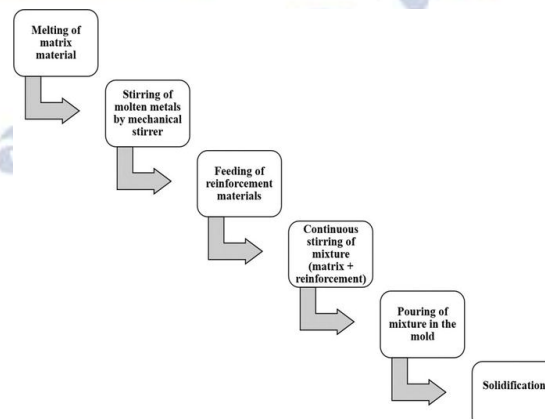 Melting of
matrix
material
Stirring of
molten metals
by mechanical
stirrer
Feeding of
reinforcement
materials
Continuous
stirring of
mixture
(matrix +
reinforcement)
Pouring of
mixture in the
mold
Solidification